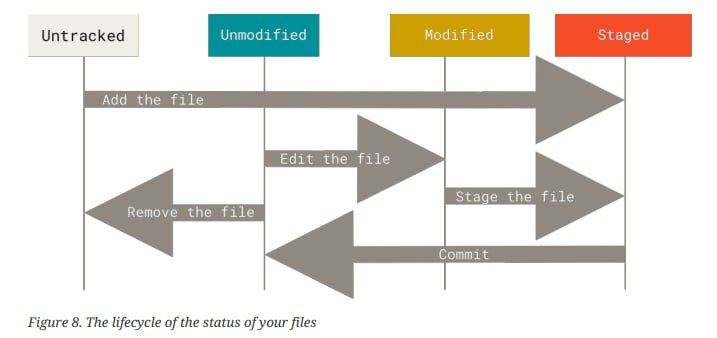 Untracked
Unmodified
Modified
Staged
Add the file
Edit the file
Stage the file
Remove the file
Commit
Figure 8. The lifecycle of the status of your files